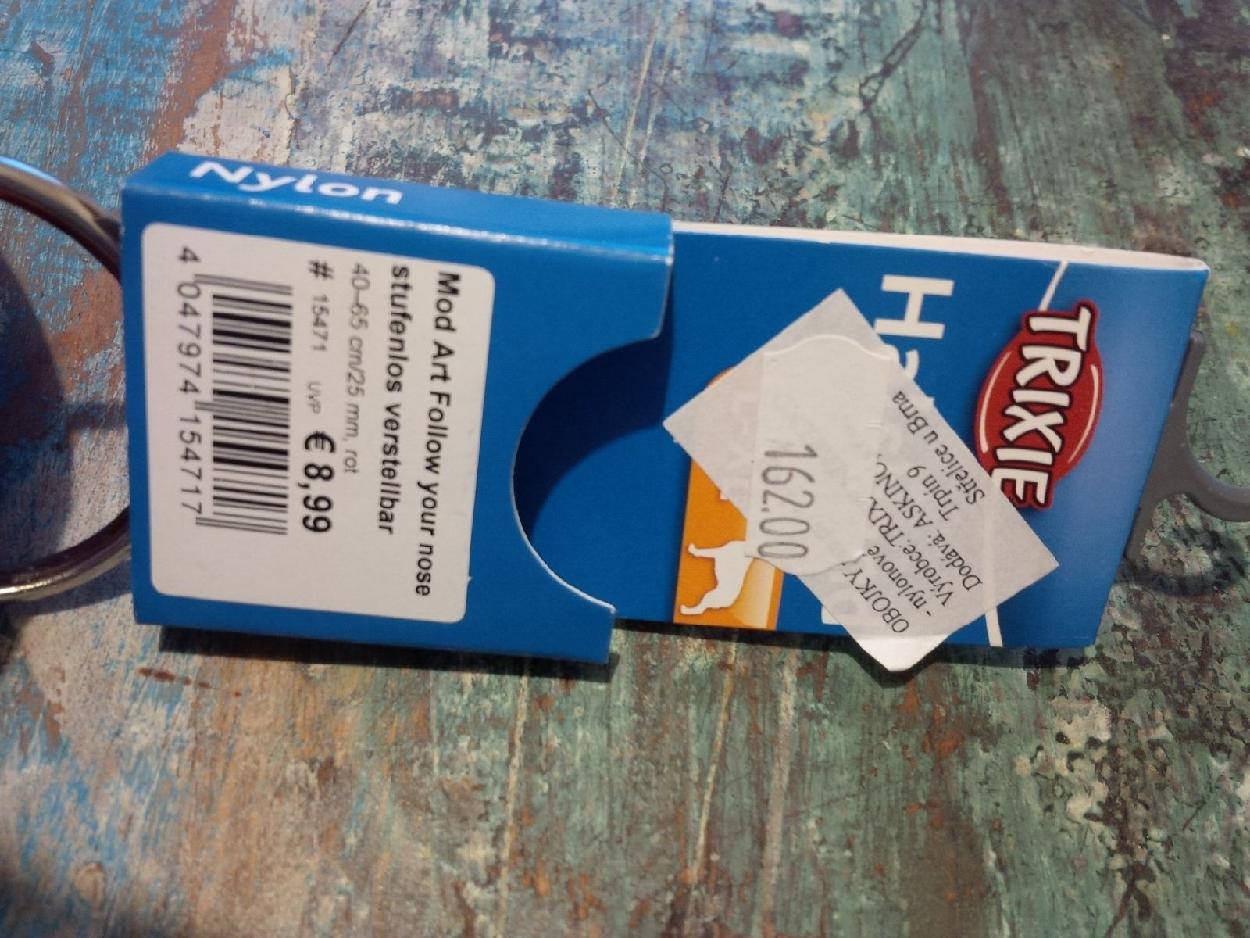 Nylon
Mod Art Follow your nose
stufenlos verstellbar
40–65 cm/25 mm, rot
# 15471 UVP € 8,99
4 047974 154717
TRIXIE
162.00
OBOJKY
- nylonové
Výrobce: TRIX
Dodává: ASKINO,
Trpín 9
Střelice u Brna